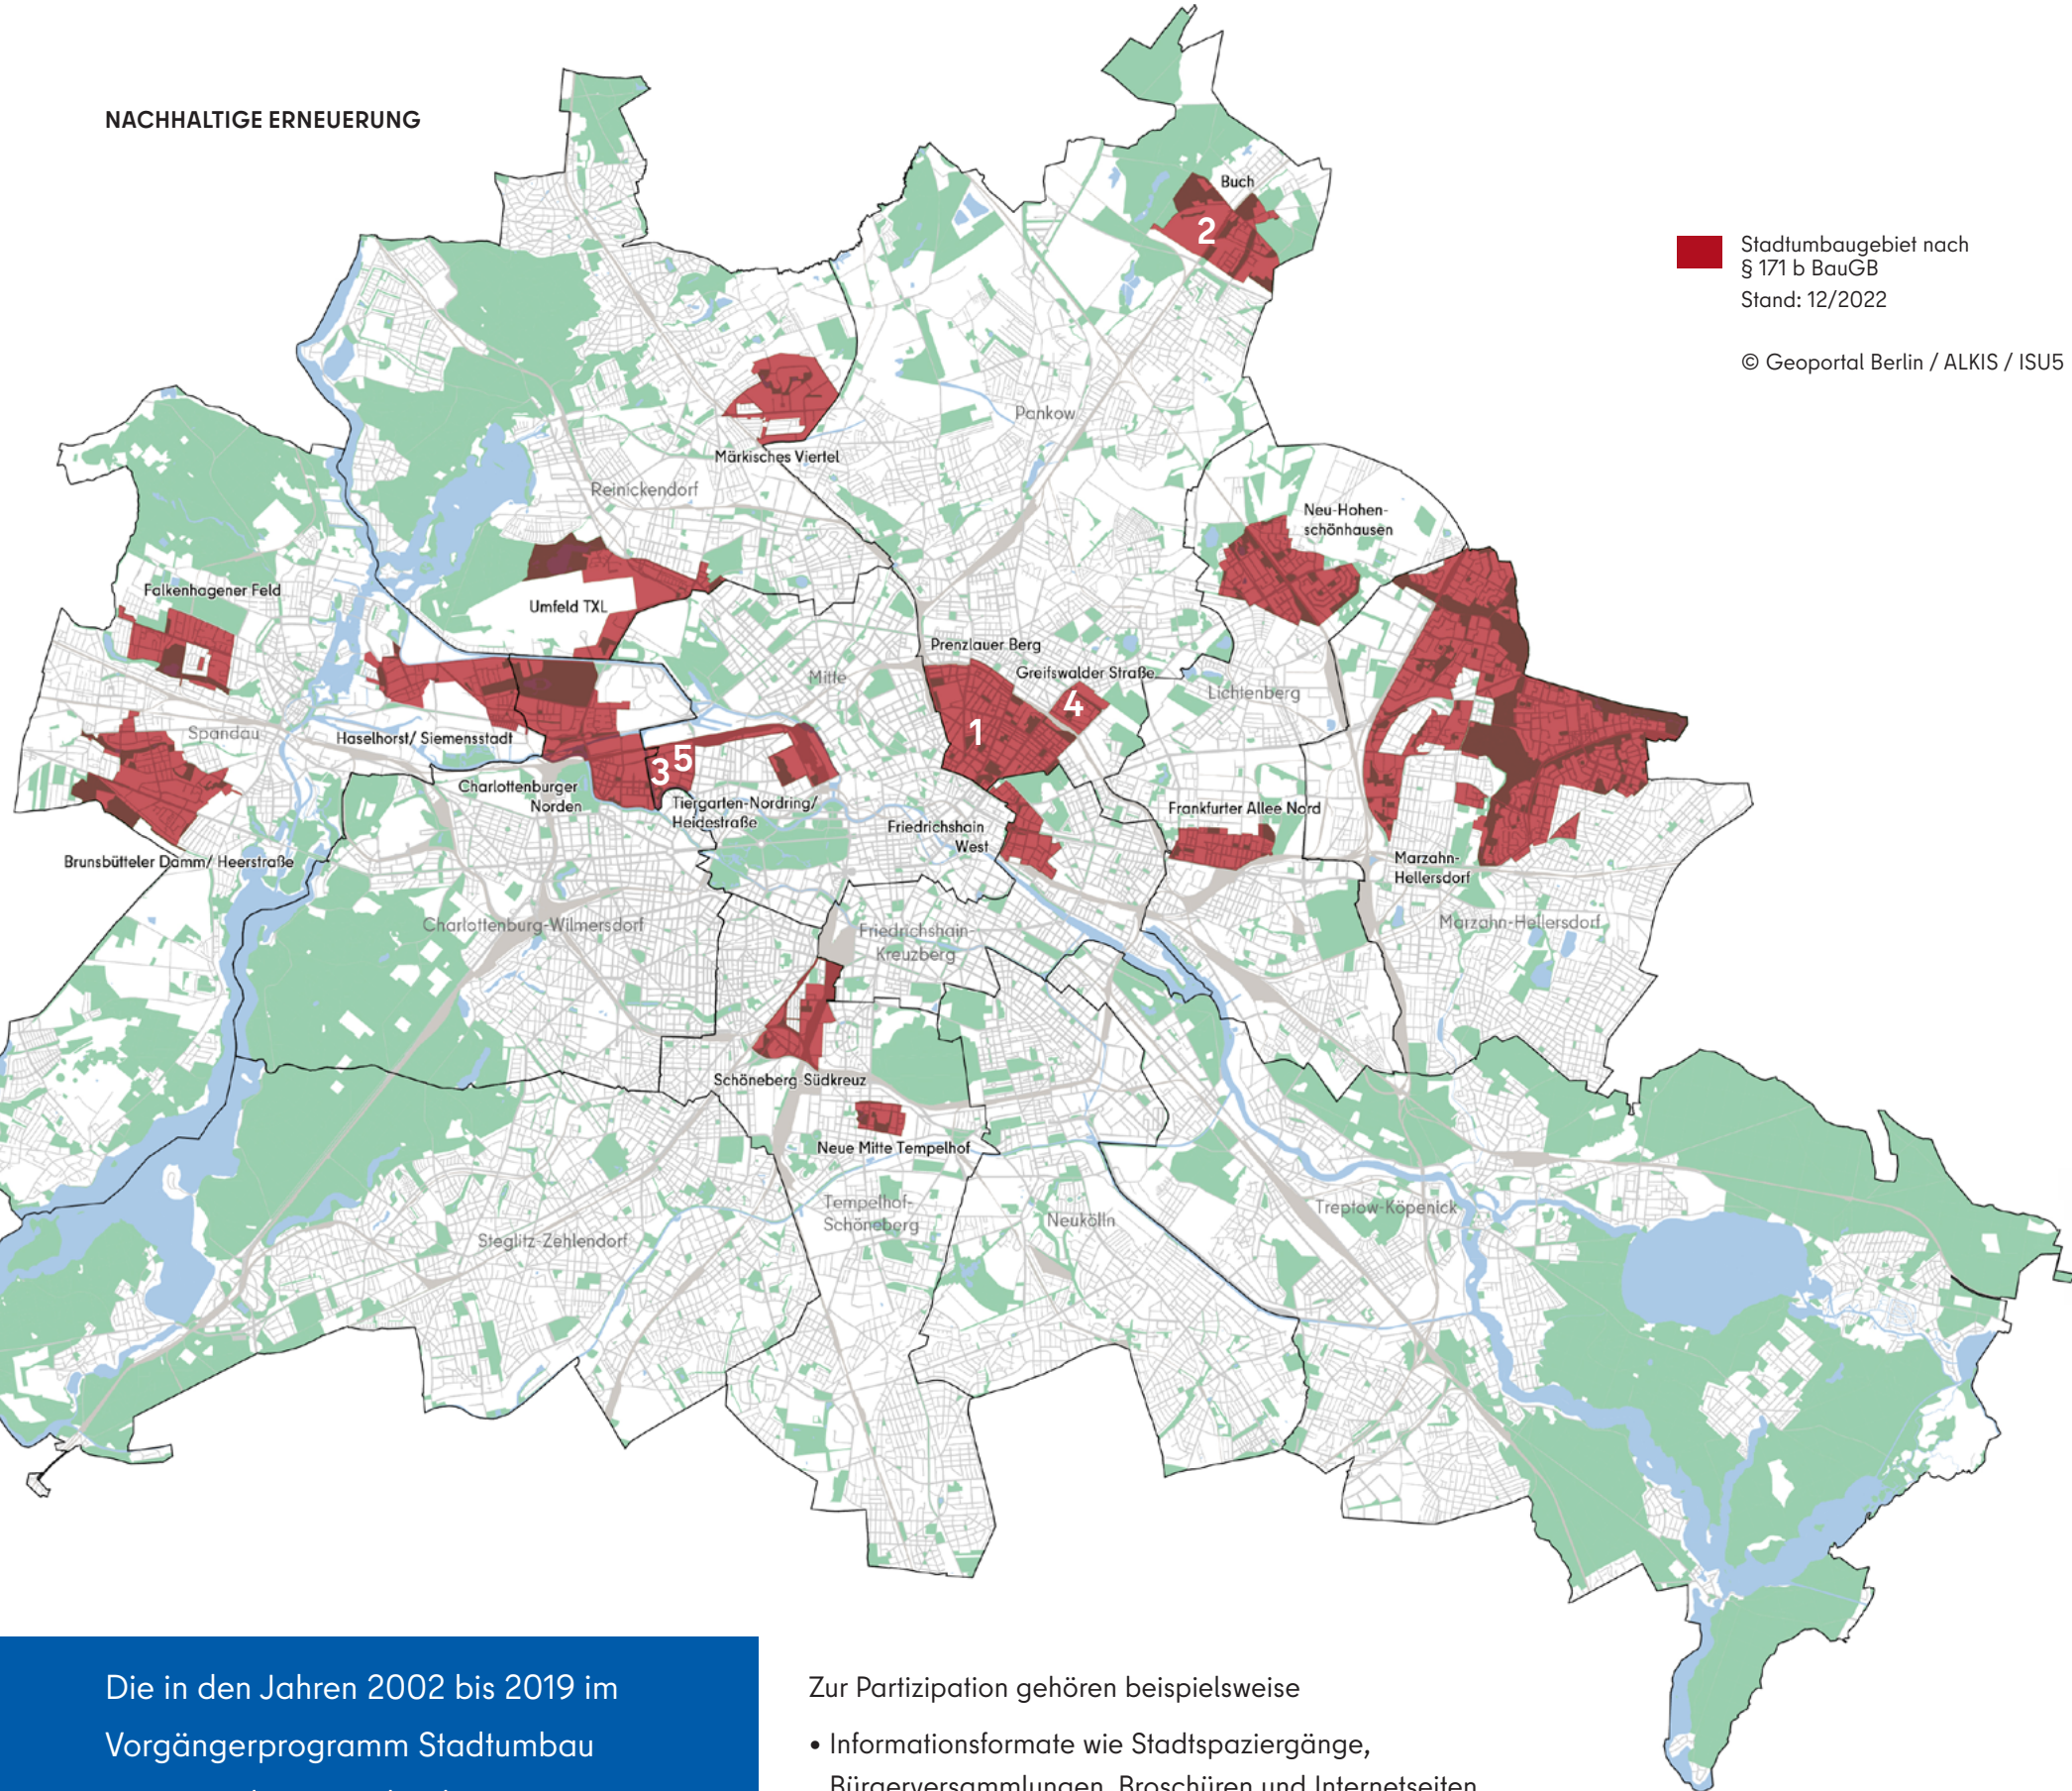 NACHHALTIGE ERNEUERUNG
Stadtumbaugebiet nach
§ 171 b BauGB
Stand: 12/2022
© Geoportal Berlin / ALKIS / ISU5
Buch
2
Pankow
Märkisches Viertel
Reinickendorf
Neu-Hohen-
schönhausen
Falkenhagener Feld
Umfeld TXL
Prenzlauer Berg
Greifswalder Straße
Mitte
Lichtenberg
4
1
Spandau
Haselhorst/ Siemensstadt
3
5
Charlottenburger
Norden
Tiergarten-Nordring/
Heidestraße
Friedrichshain
West
Frankfurter Allee Nord
Brunsbütteler Damm/ Heerstraße
Marzahn-
Hellersdorf
Charlottenburg-Wilmersdorf
Friedrichshain-
Kreuzberg
Marzahn-Hellersdorf
Schöneberg Südkreuz
Neue Mitte Tempelhof
Tempelhof-
Schöneberg
Neukölln
Treptow-Köpenick
Steglitz-Zehlendorf
Die in den Jahren 2002 bis 2019 im
Vorgängerprogramm Stadtumbau
Zur Partizipation gehören beispielsweise
• Informationsformate wie Stadtspaziergänge,
Bürgerversammlungen, Broschüren und Internetseiten